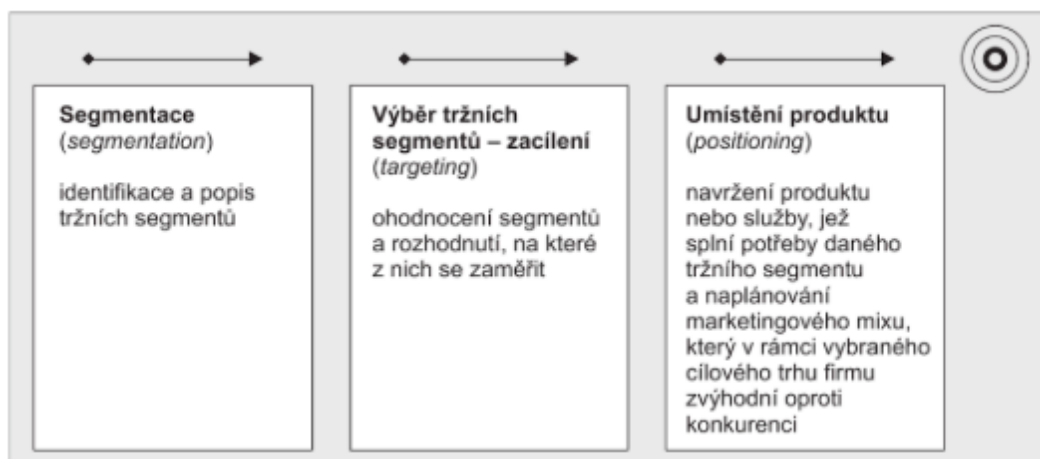 Segmentace
(segmentation)
identifikace a popis
tržních segmentů
Výběr tržních
segmentů – zacílení
(targeting)
ohodnocení segmentů
a rozhodnutí, na které
z nich se zaměřit
Umístění produktu
(positioning)
navržení produktu
nebo služby, jež
splní potřeby daného
tržního segmentu
a naplánování
marketingového mixu,
který v rámci vybraného
cílového trhu firmu
zvýhodní oproti
konkurenci